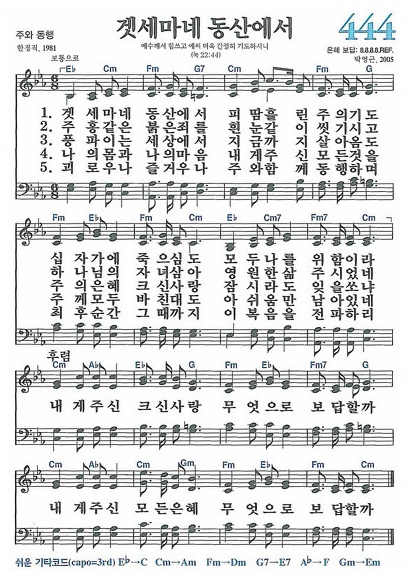 주와 동행
겟세마네 동산에서
444
1981
예수께서 힘쓰고 애써 더욱 간절히 기도하시니
(눅 22:44)
은혜 보답: 8.8.8.8.REF.
박영근, 2005
보통으로
E♭ Cm Fm G
1. 겟 세 마 네 동 산 에 서 피 땀 흘 린 주 의 기 도
2. 주 홍 같 은 붉 은 죄 를 흰 눈 같 이 씻 기 시 고
3. 풍 파 이 는 세 상 에 서 지 금 까 지 살 아 옴 도
4. 나 의 몸 과 나 의 마 음 내 게 주 신 모 든 것 을
5. 괴 로 우 나 즐 거 우 나 주 와 함 께 동 행 하 며
Fm Fm7 Cm E♭ Cm7 Fm G7 Cm
십 자 가 에 죽 으 심 도 모 두 나 를 위 함 이 라
하 나 님 의 자 녀 삼 아 영 원 한 삶 주 시 었 네
주 의 은 혜 크 신 사 랑 잠 시 라 도 잊 을 쏘 냐
주 께 모 두 바 친 대 도 아 쉬 움 만 남 아 있 네
최 후 순 간 그 때 까 지 이 복 음 을 전 파 하 리
후렴
Cm A♭ E♭ G Fm Fm7 E♭ G
내 게 주 신 크 신 사 랑 무 엇 으 로 보 답 할 까
Cm A♭ Cm G Fm E♭ Fm Cm
내 게 주 신 모 든 은 혜 무 엇 으 로 보 답 할 까
쉬운 기타코드(capo=3rd) E♭→C Cm→Am Fm→Dm G7→E7 A♭→F Gm→Em